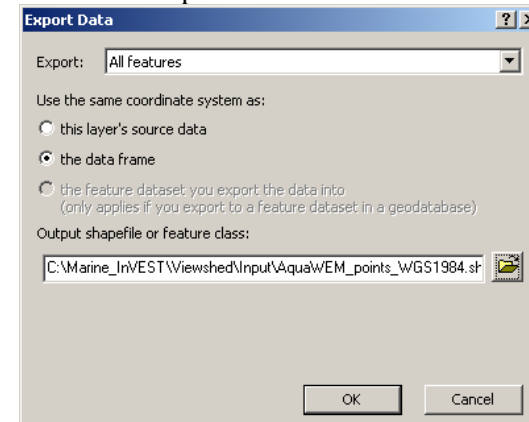 Export Data
Export: All features
Use the same coordinate system as:
this layer's source data
the data frame
the feature dataset you export the data into
(only applies if you export to a feature dataset in a geodatabase)
Output shapefile or feature class:
C:\Marine_InVEST\Viewshed\Input\AquaWEM_points_WGS1984.sh
OK Cancel